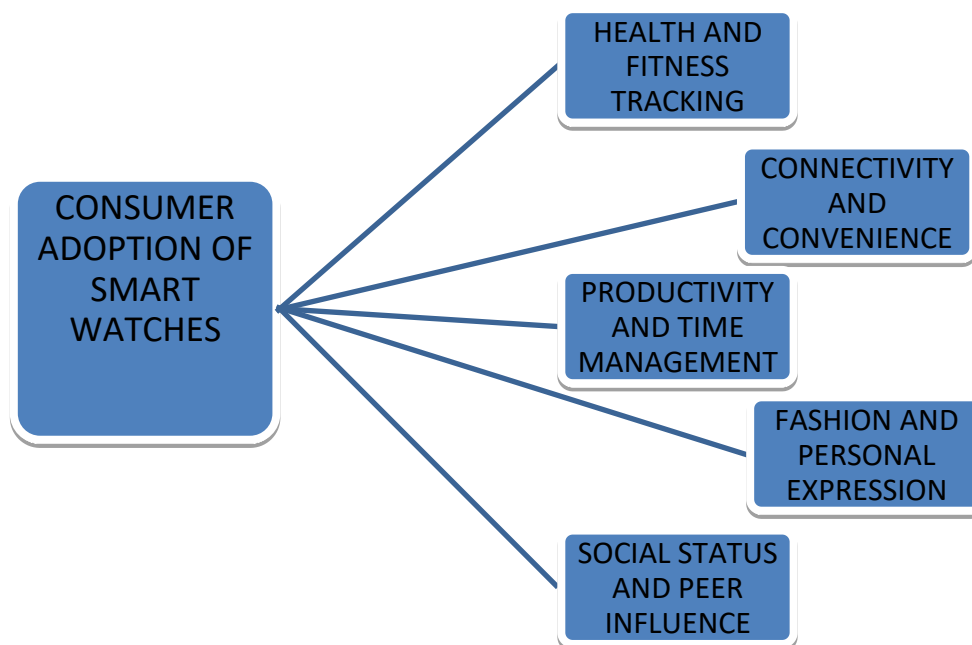 HEALTH AND
FITNESS
TRACKING
CONNECTIVITY
AND
CONVENIENCE
CONSUMER
ADOPTION OF
SMART
WATCHES
PRODUCTIVITY
AND TIME
MANAGEMENT
FASHION AND
PERSONAL
EXPRESSION
SOCIAL STATUS
AND PEER
INFLUENCE